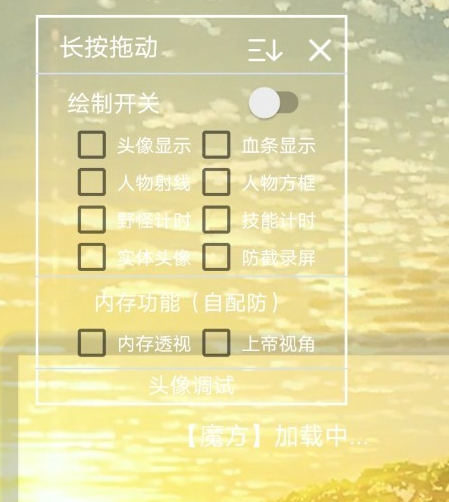 长按拖动
绘制开关
头像显示 血条显示
人物射线 人物方框
野怪计时 技能计时
实体头像 防截录屏
内存功能（自配防）
内存透视 上帝视角
头像调试
【魔方】加载中...